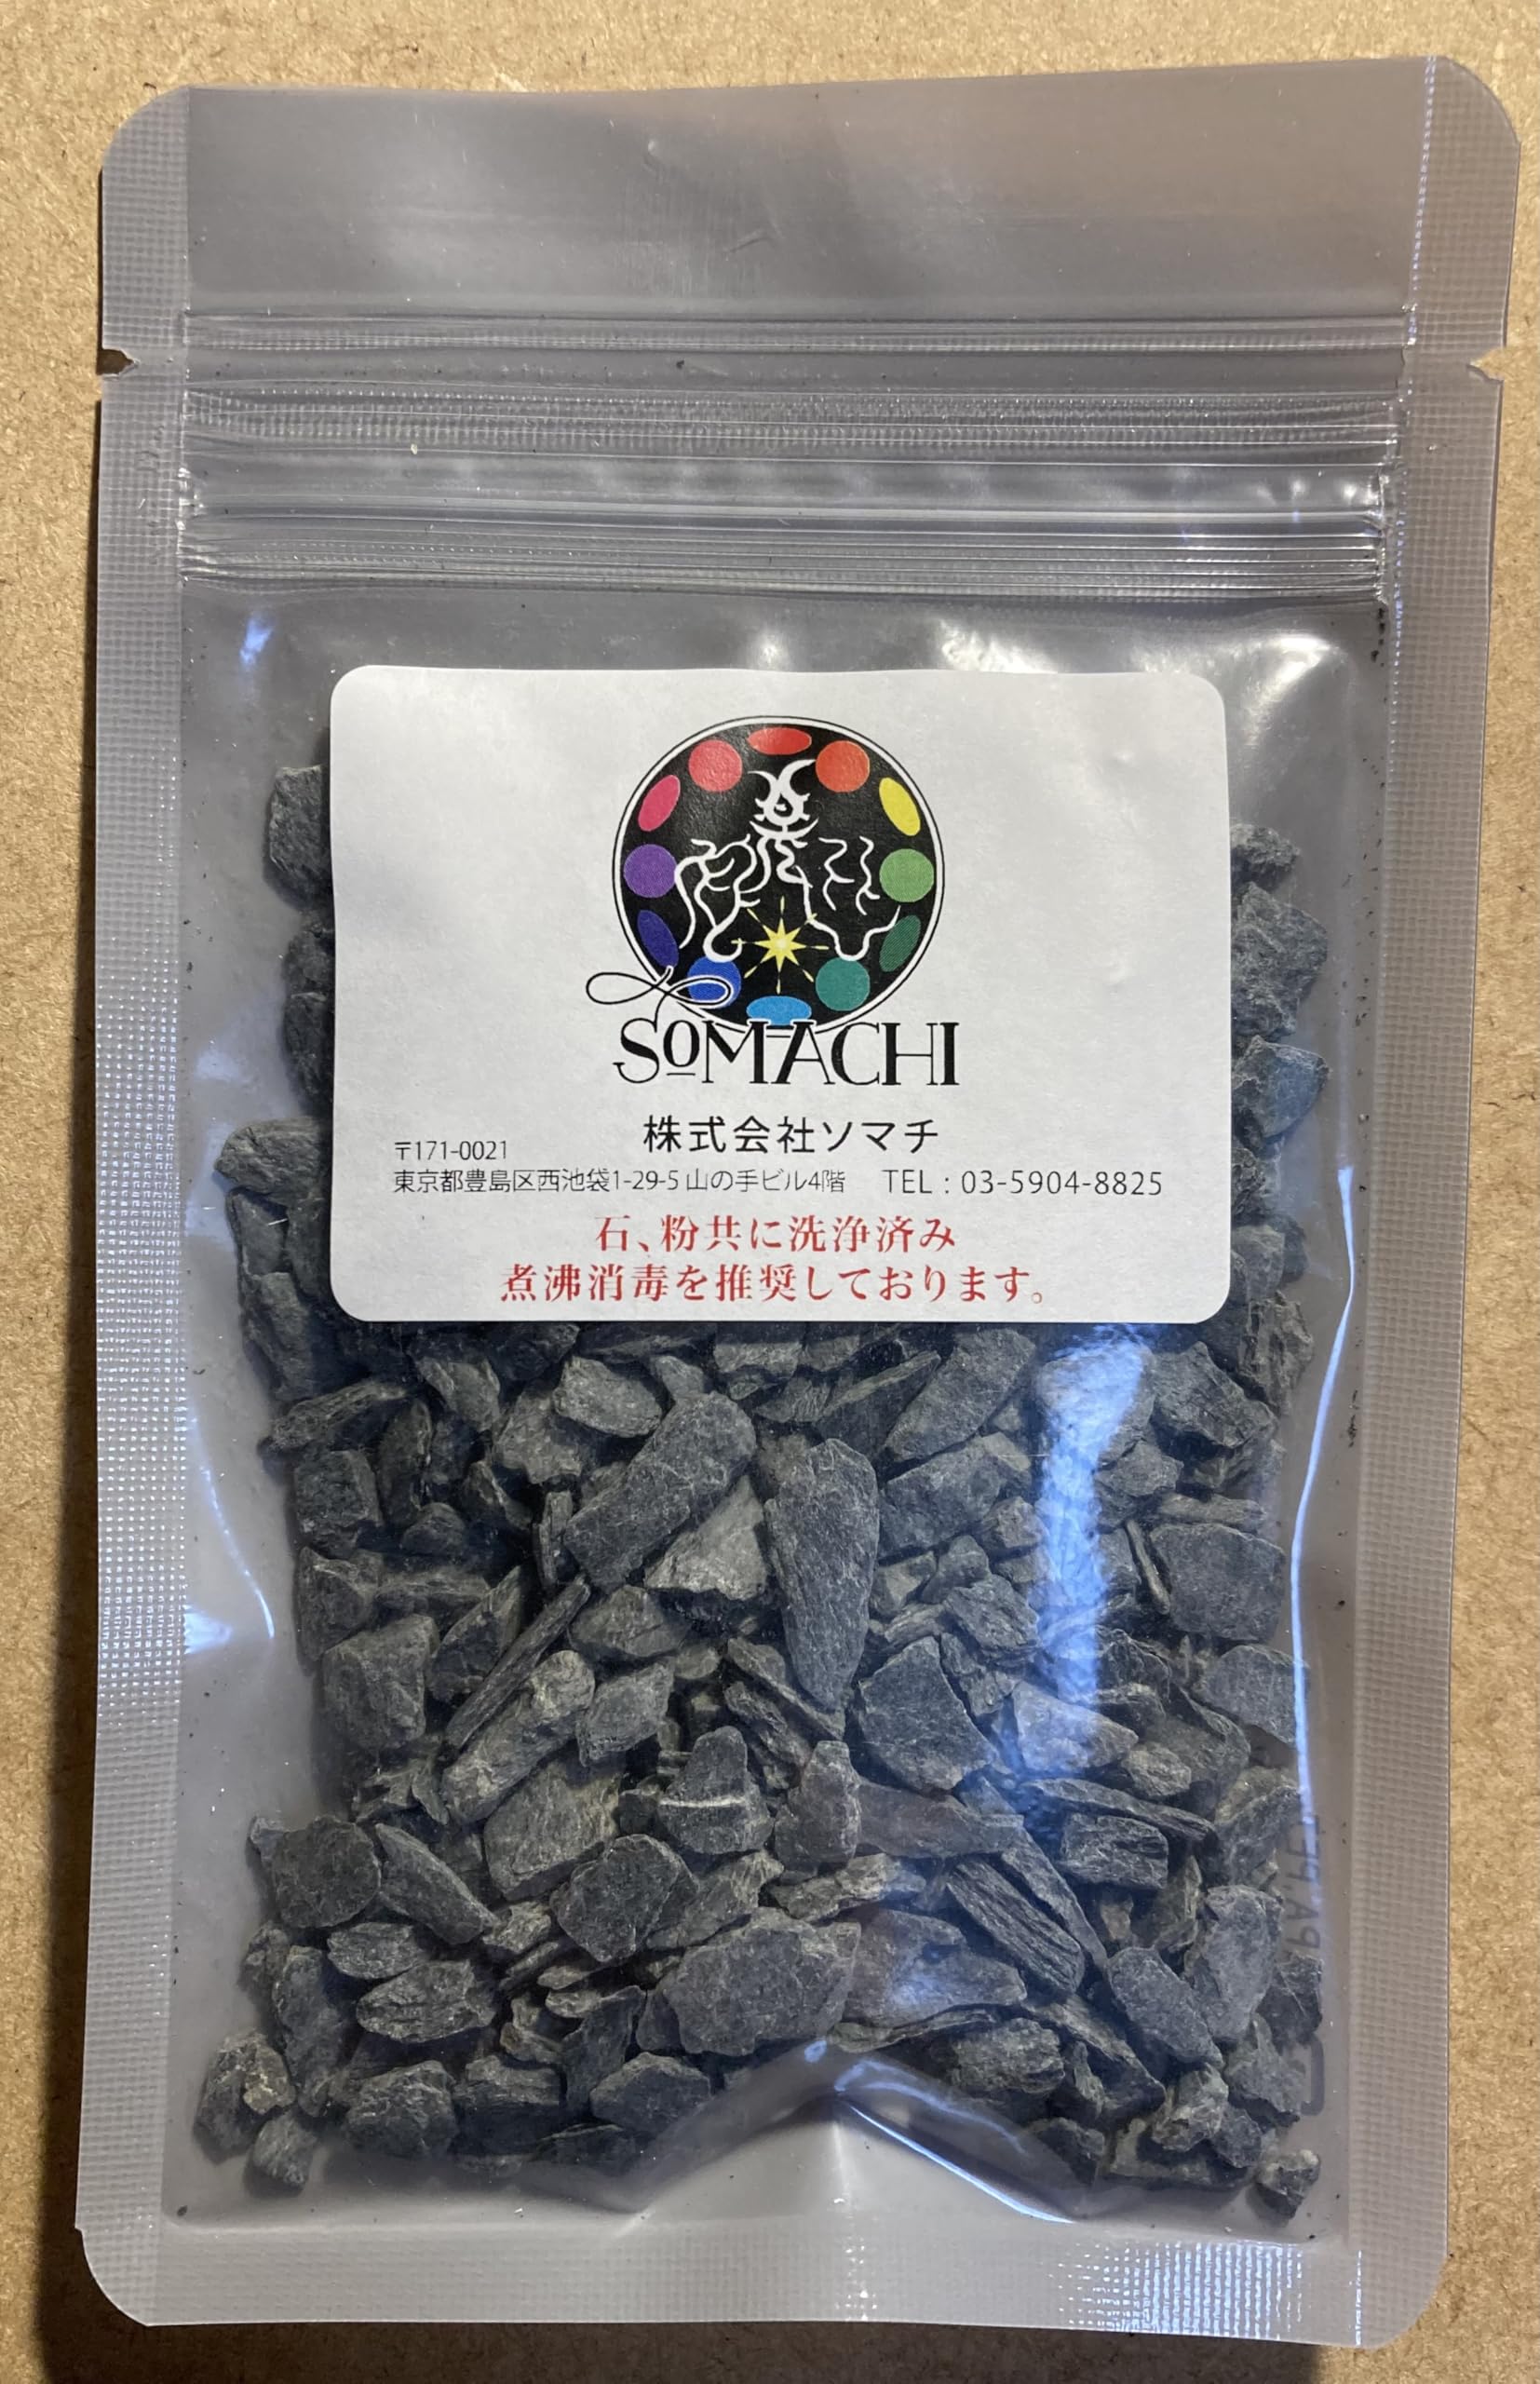 SoMACHI
株式会社ソマチ
〒171-0021
東京都豊島区西池袋1-29-5 山の手ビル4階 TEL : 03-5904-8825
石、粉共に洗浄済み
煮沸消毒を推奨しております。